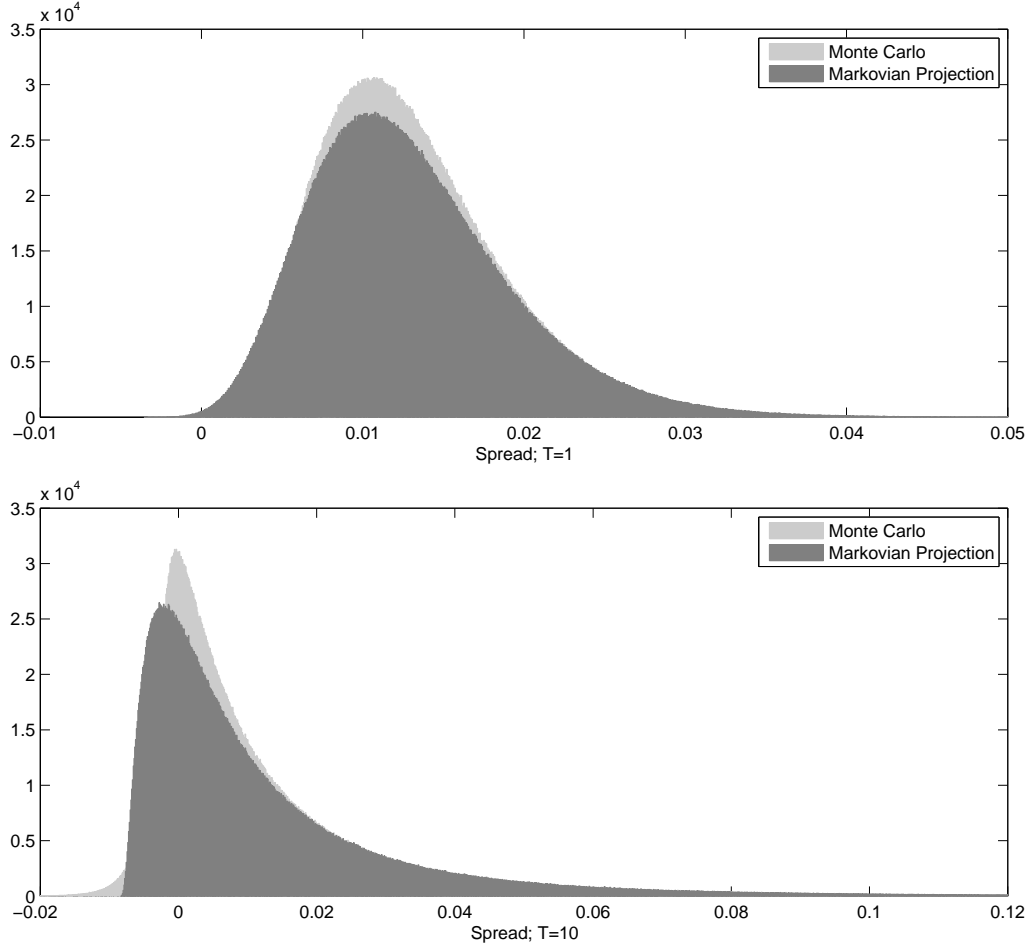 x 10^4
3.5
3
2.5
2
1.5
1
0.5
0
−0.01 0 0.01 0.02 0.03 0.04 0.05
Spread; T=1
Monte Carlo
Markovian Projection
x 10^4
3.5
3
2.5
2
1.5
1
0.5
0
−0.02 0 0.02 0.04 0.06 0.08 0.1 0.12
Spread; T=10
Monte Carlo
Markovian Projection